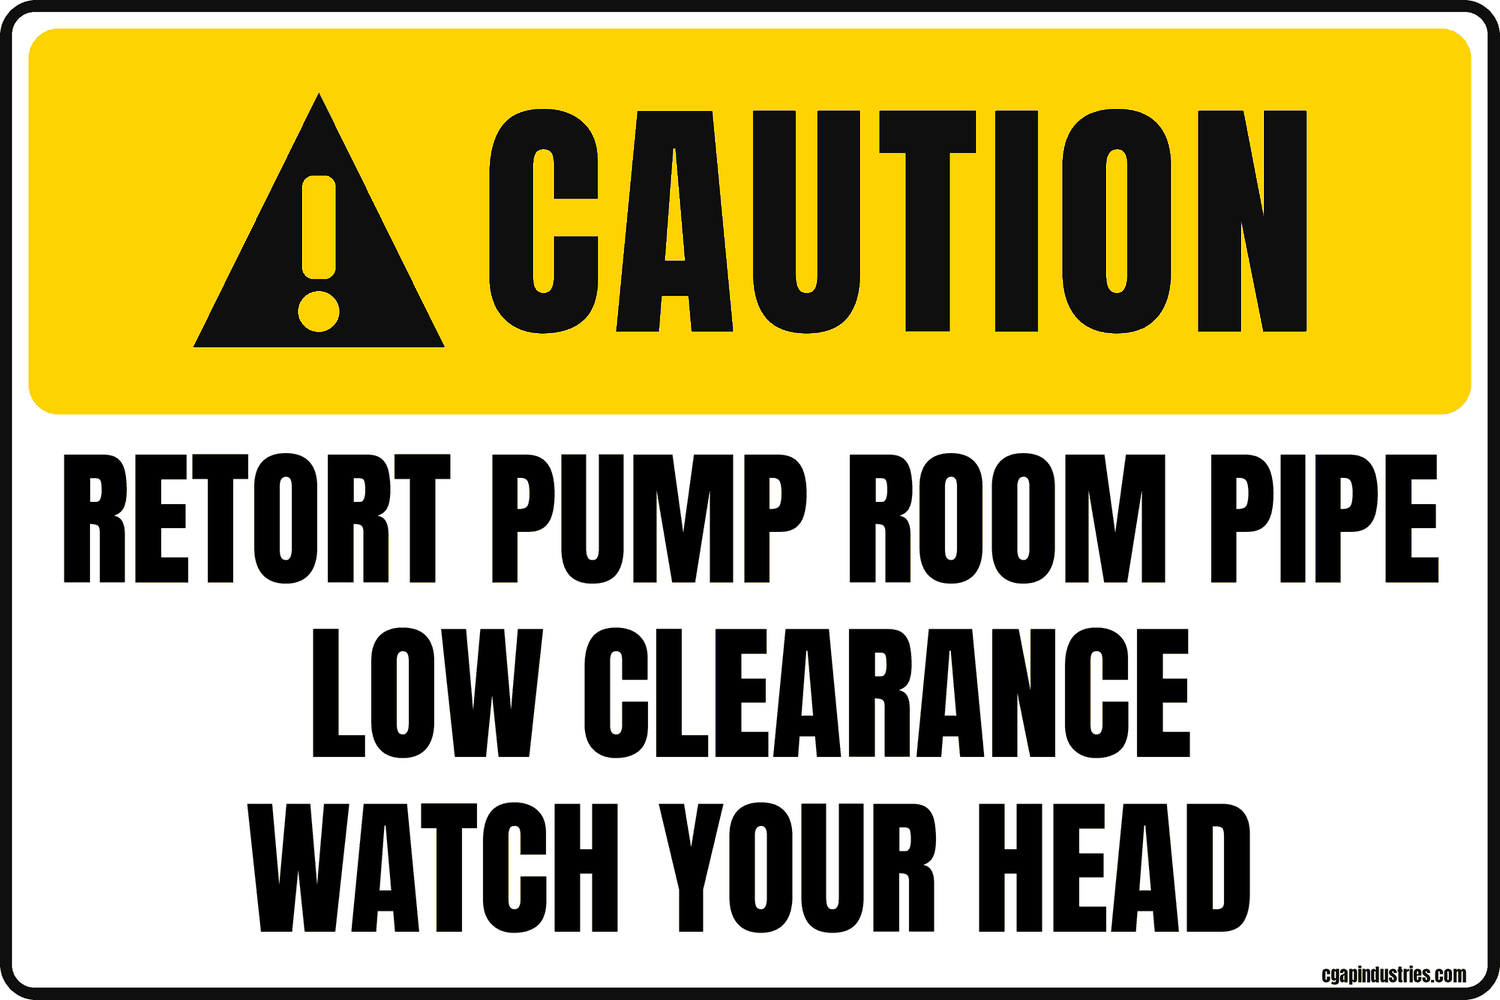 CAUTION
RETORT PUMP ROOM PIPE
LOW CLEARANCE
WATCH YOUR HEAD
cgapindustries.com